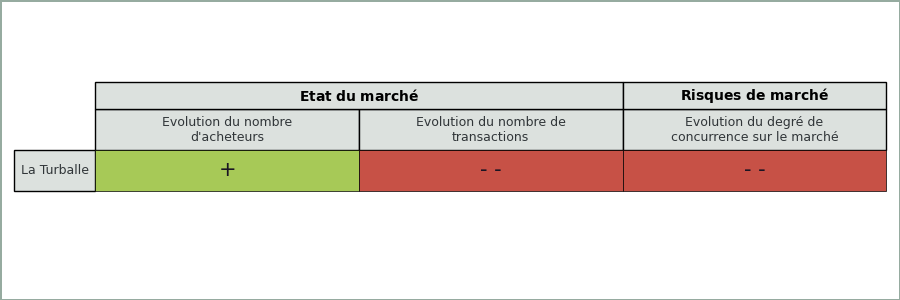 Etat du marché
Risques de marché
Evolution du nombre
d'acheteurs
Evolution du nombre de
transactions
Evolution du degré de
concurrence sur le marché
La Turballe
+
- -
- -